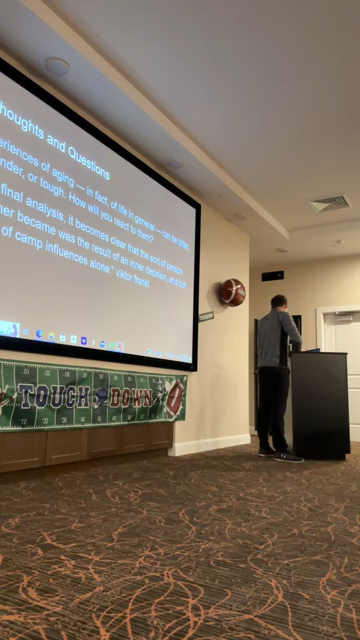 houghts and Questions
eriences of aging — in fact, of life in general — can be bitter,
nder, or tough. How will you react to them?
final analysis, it becomes clear that the sort of person
ner became was the result of an inner decision, and not
of camp influences alone." viktor frankl
TOUCH DOWN